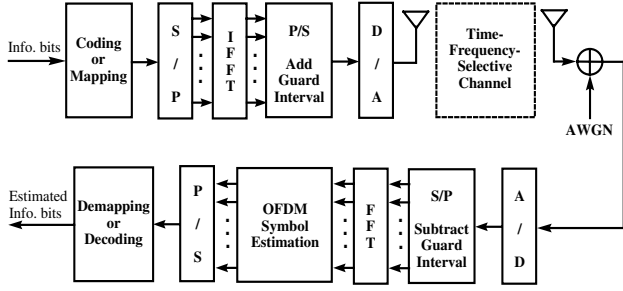 Info. bits
Coding
or
Mapping
S
/
P
I
F
F
T
P/S
Add
Guard
Interval
D
/
A
Time-
Frequency-
Selective
Channel
AWGN
Estimated
Info. bits
Demapping
or
Decoding
P
/
S
OFDM
Symbol
Estimation
F
F
T
S/P
Subtract
Guard
Interval
A
/
D